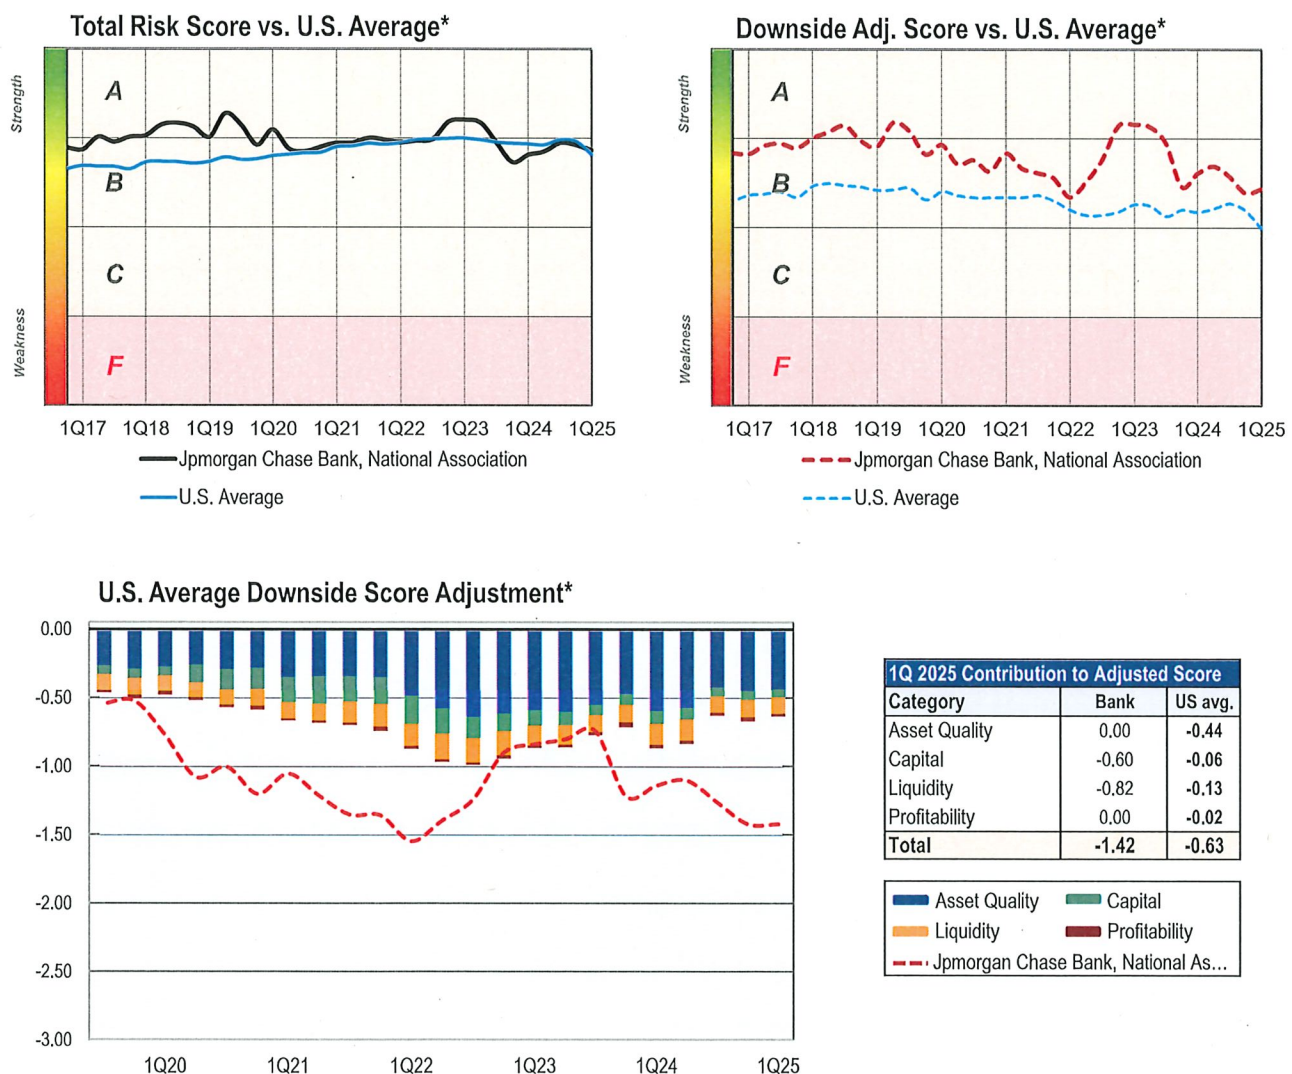 Total Risk Score vs. U.S. Average*
Strength
Weakness
A
B
C
F
1Q17 1Q18 1Q19 1Q20 1Q21 1Q22 1Q23 1Q24 1Q25
Jpmorgan Chase Bank, National Association
U.S. Average
Downside Adj. Score vs. U.S. Average*
Strength
Weakness
A
B
C
F
1Q17 1Q18 1Q19 1Q20 1Q21 1Q22 1Q23 1Q24 1Q25
Jpmorgan Chase Bank, National Association
U.S. Average
U.S. Average Downside Score Adjustment*
0.00
-0.50
-1.00
-1.50
-2.00
-2.50
-3.00
1Q20 1Q21 1Q22 1Q23 1Q24 1Q25
1Q 2025 Contribution to Adjusted Score
Category Bank US avg.
Asset Quality 0.00 -0.44
Capital -0.60 -0.06
Liquidity -0.82 -0.13
Profitability 0.00 -0.02
Total -1.42 -0.63
Asset Quality Capital
Liquidity Profitability
Jpmorgan Chase Bank, National As...